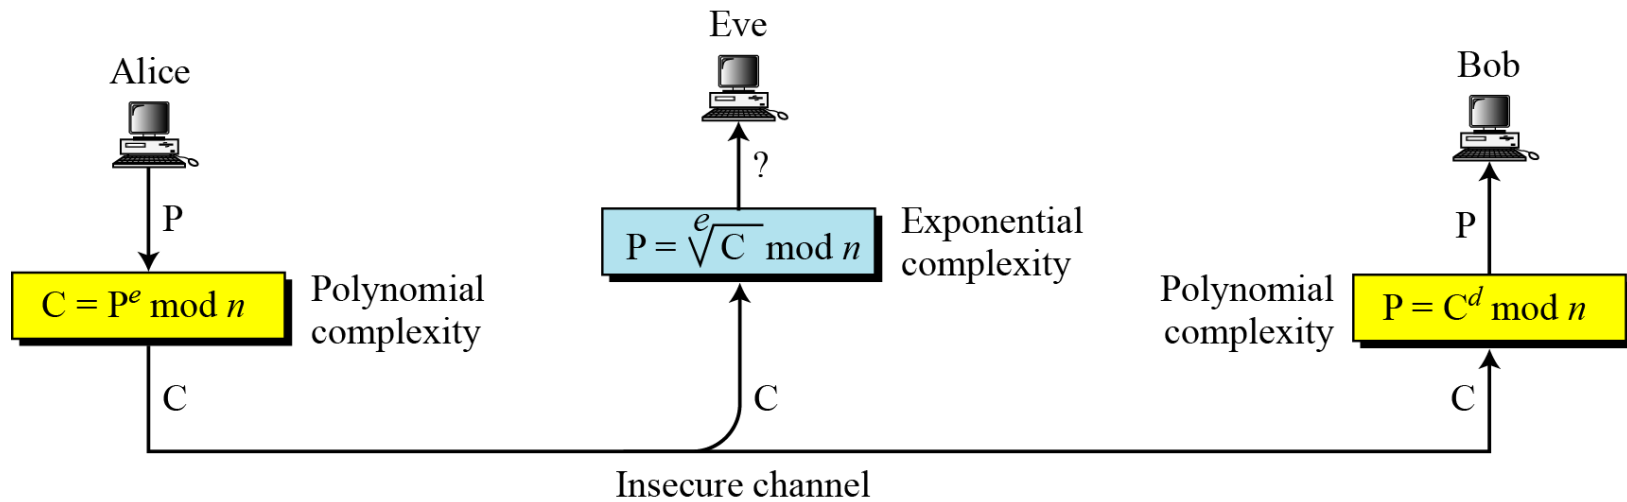 Eve
Alice
Bob
?
P
P
Exponential
complexity
P = ᵉ√C mod n
Polynomial
complexity
C = Pᵉ mod n
Polynomial
complexity
P = Cᵈ mod n
C
C
C
Insecure channel